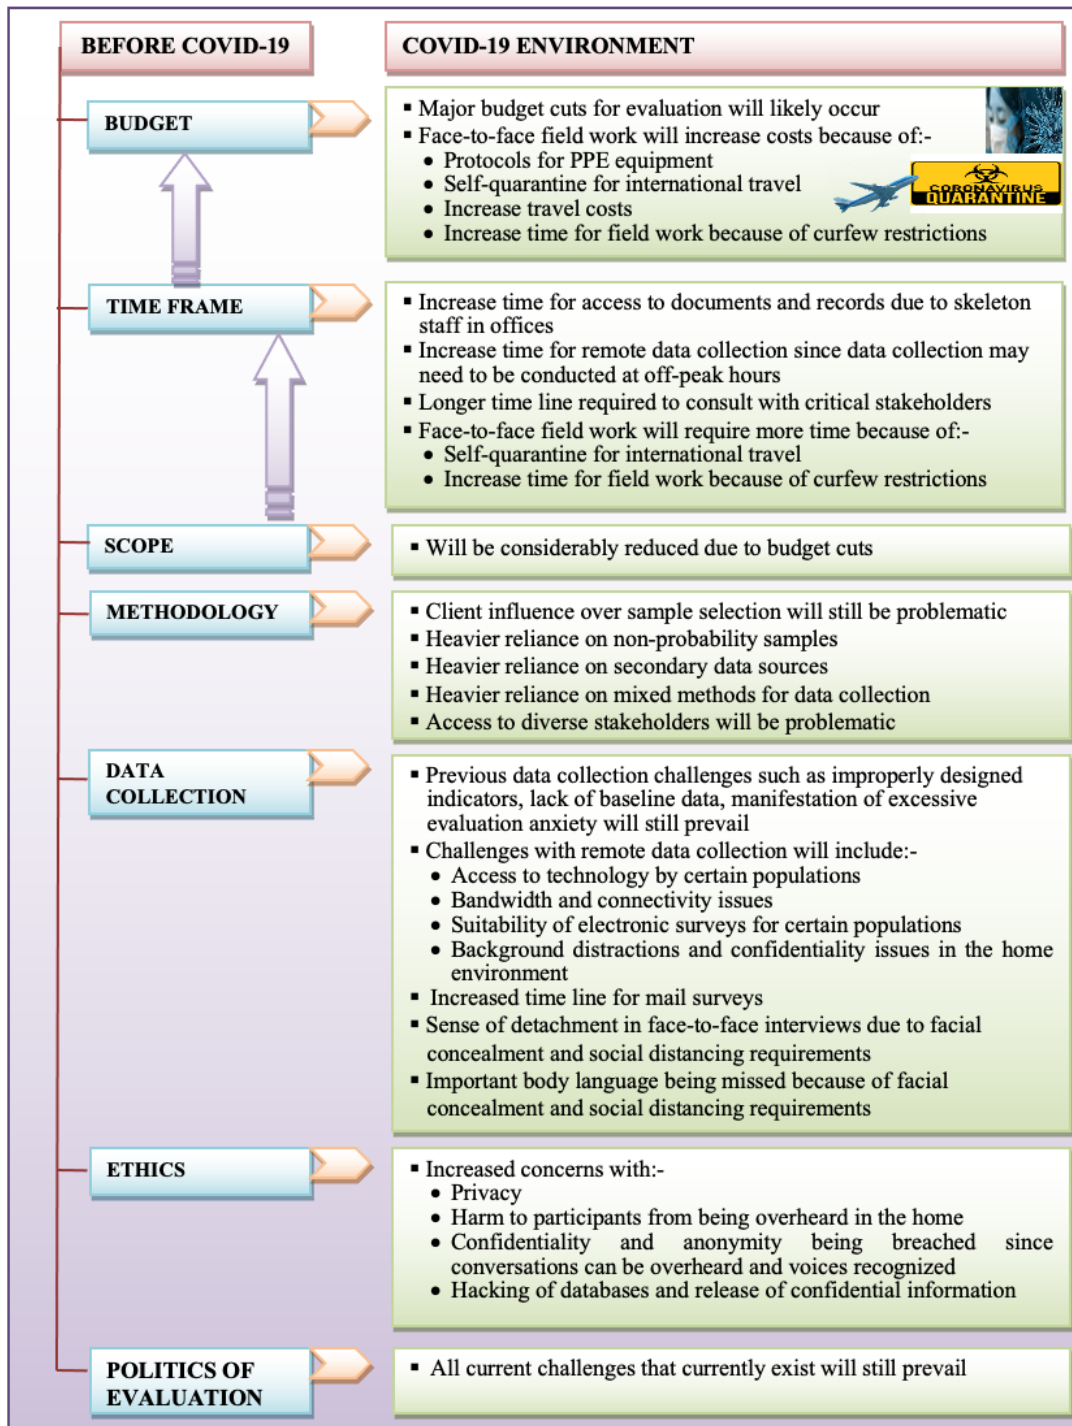 BEFORE COVID-19
COVID-19 ENVIRONMENT
BUDGET
▪ Major budget cuts for evaluation will likely occur
▪ Face-to-face field work will increase costs because of:-
• Protocols for PPE equipment
• Self-quarantine for international travel
• Increase travel costs
• Increase time for field work because of curfew restrictions
CORONAVIRUS
QUARANTINE
TIME FRAME
▪ Increase time for access to documents and records due to skeleton
staff in offices
▪ Increase time for remote data collection since data collection may
need to be conducted at off-peak hours
▪ Longer time line required to consult with critical stakeholders
▪ Face-to-face field work will require more time because of:-
• Self-quarantine for international travel
• Increase time for field work because of curfew restrictions
SCOPE
▪ Will be considerably reduced due to budget cuts
METHODOLOGY
▪ Client influence over sample selection will still be problematic
▪ Heavier reliance on non-probability samples
▪ Heavier reliance on secondary data sources
▪ Heavier reliance on mixed methods for data collection
▪ Access to diverse stakeholders will be problematic
DATA
COLLECTION
▪ Previous data collection challenges such as improperly designed
indicators, lack of baseline data, manifestation of excessive
evaluation anxiety will still prevail
▪ Challenges with remote data collection will include:-
• Access to technology by certain populations
• Bandwidth and connectivity issues
• Suitability of electronic surveys for certain populations
• Background distractions and confidentiality issues in the home
environment
▪ Increased time line for mail surveys
▪ Sense of detachment in face-to-face interviews due to facial
concealment and social distancing requirements
▪ Important body language being missed because of facial
concealment and social distancing requirements
ETHICS
▪ Increased concerns with:-
• Privacy
• Harm to participants from being overheard in the home
• Confidentiality and anonymity being breached since
conversations can be overheard and voices recognized
• Hacking of databases and release of confidential information
POLITICS OF
EVALUATION
▪ All current challenges that currently exist will still prevail